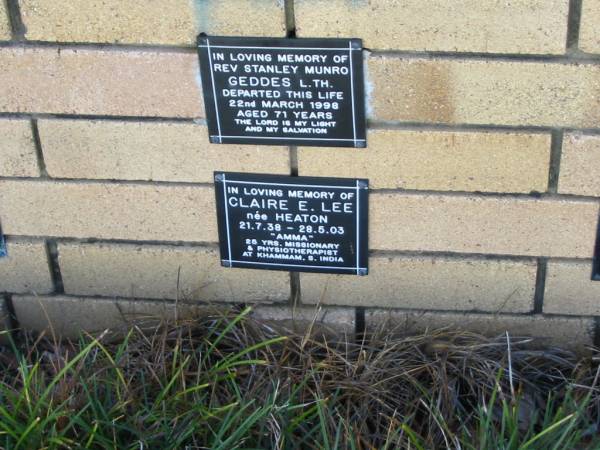 IN LOVING MEMORY OF
REV STANLEY MUNRO
GEDDES L.TH.
DEPARTED THIS LIFE
22nd MARCH 1998
AGED 71 YEARS
THE LORD IS MY LIGHT
AND MY SALVATION
IN LOVING MEMORY OF
CLAIRE E. LEE
née HEATON
21.7.38 - 28.5.03
"AMMA"
25 YRS. MISSIONARY
& PHYSIOTHERAPIST
AT KHAMMAM, S. INDIA